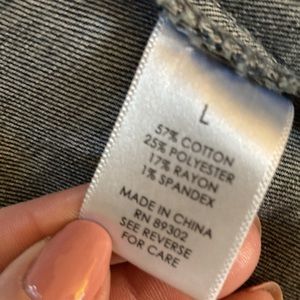 L
57% COTTON
25% POLYESTER
17% RAYON
1% SPANDEX
MADE IN CHINA
RN 89302
SEE REVERSE
FOR CARE